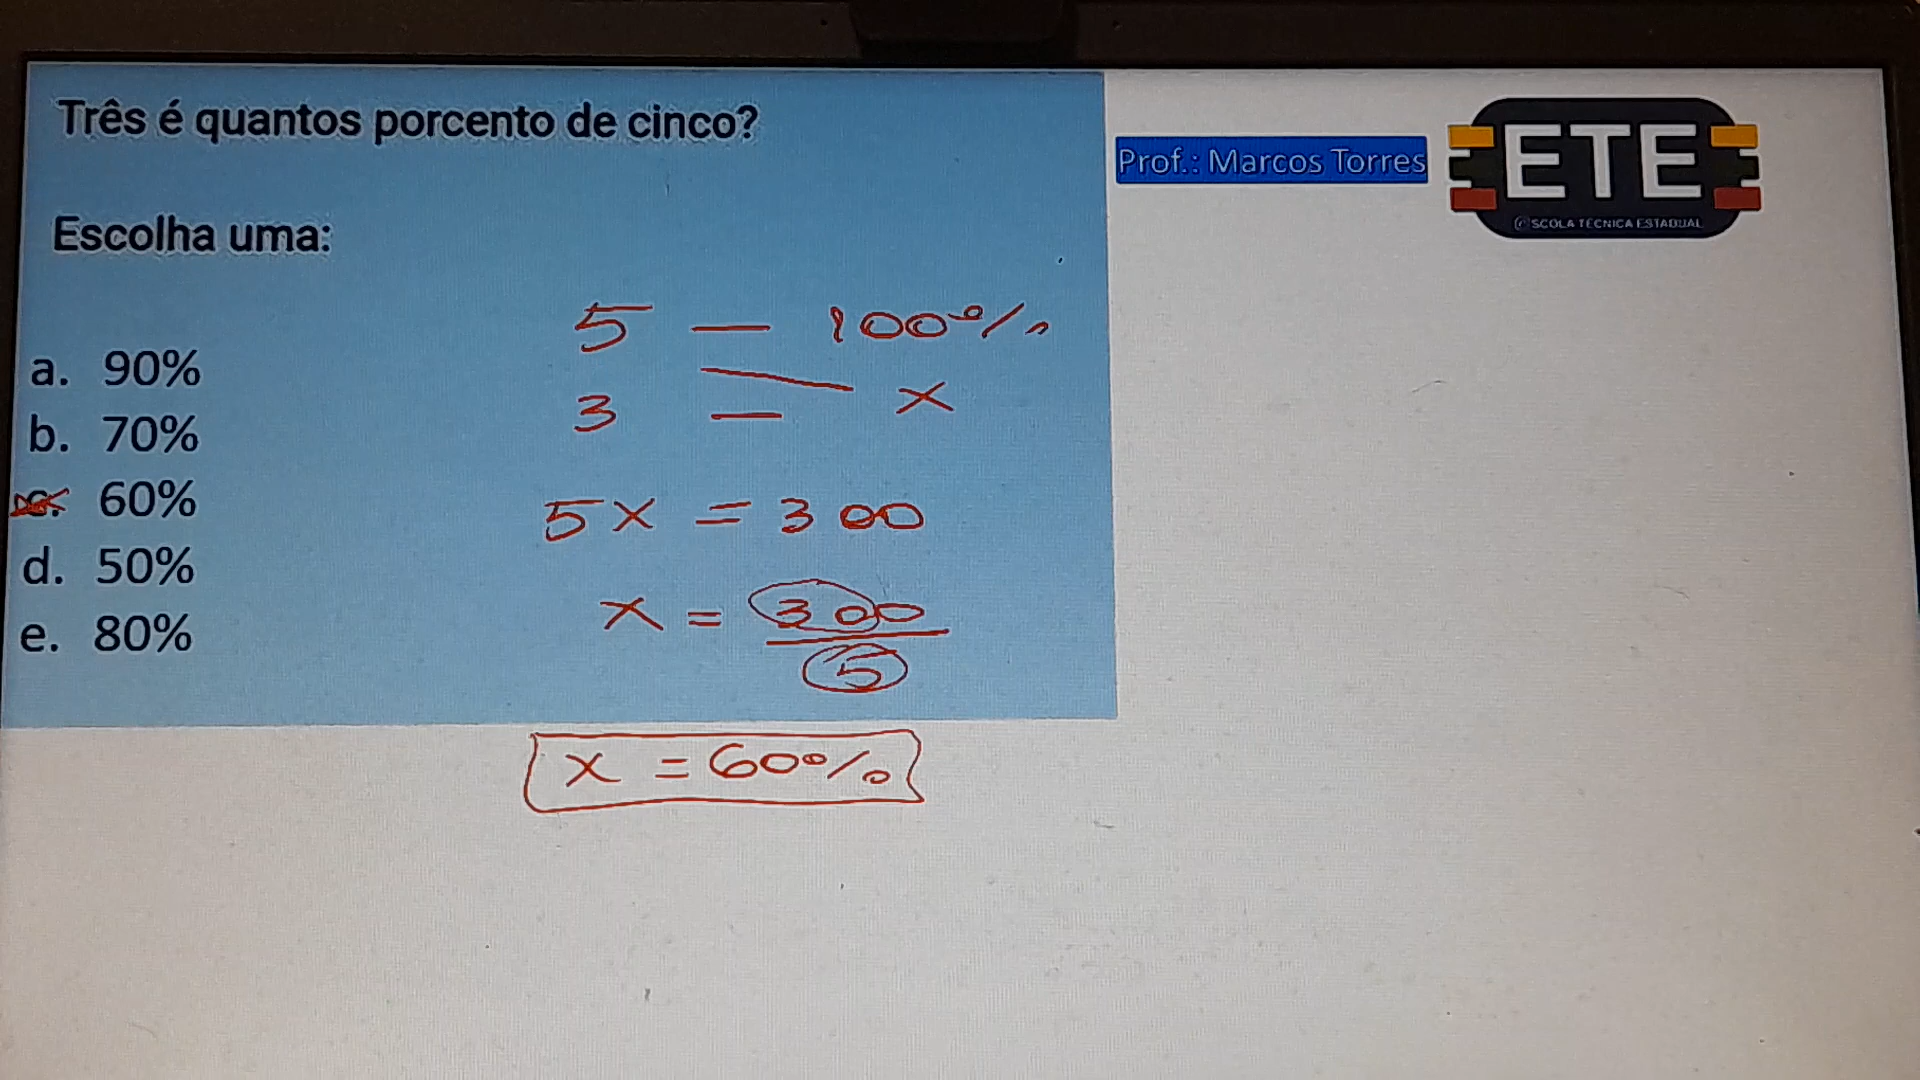 Três é quantos porcento de cinco?
Prof.: Marcos Torres
ETE
@SCOLA TÉCNICA ESTADUAL
Escolha uma:
a. 90%
b. 70%
c. 60%
d. 50%
e. 80%
5 — 100%
3 — x
5x = 300
x = 300
5
x = 60%